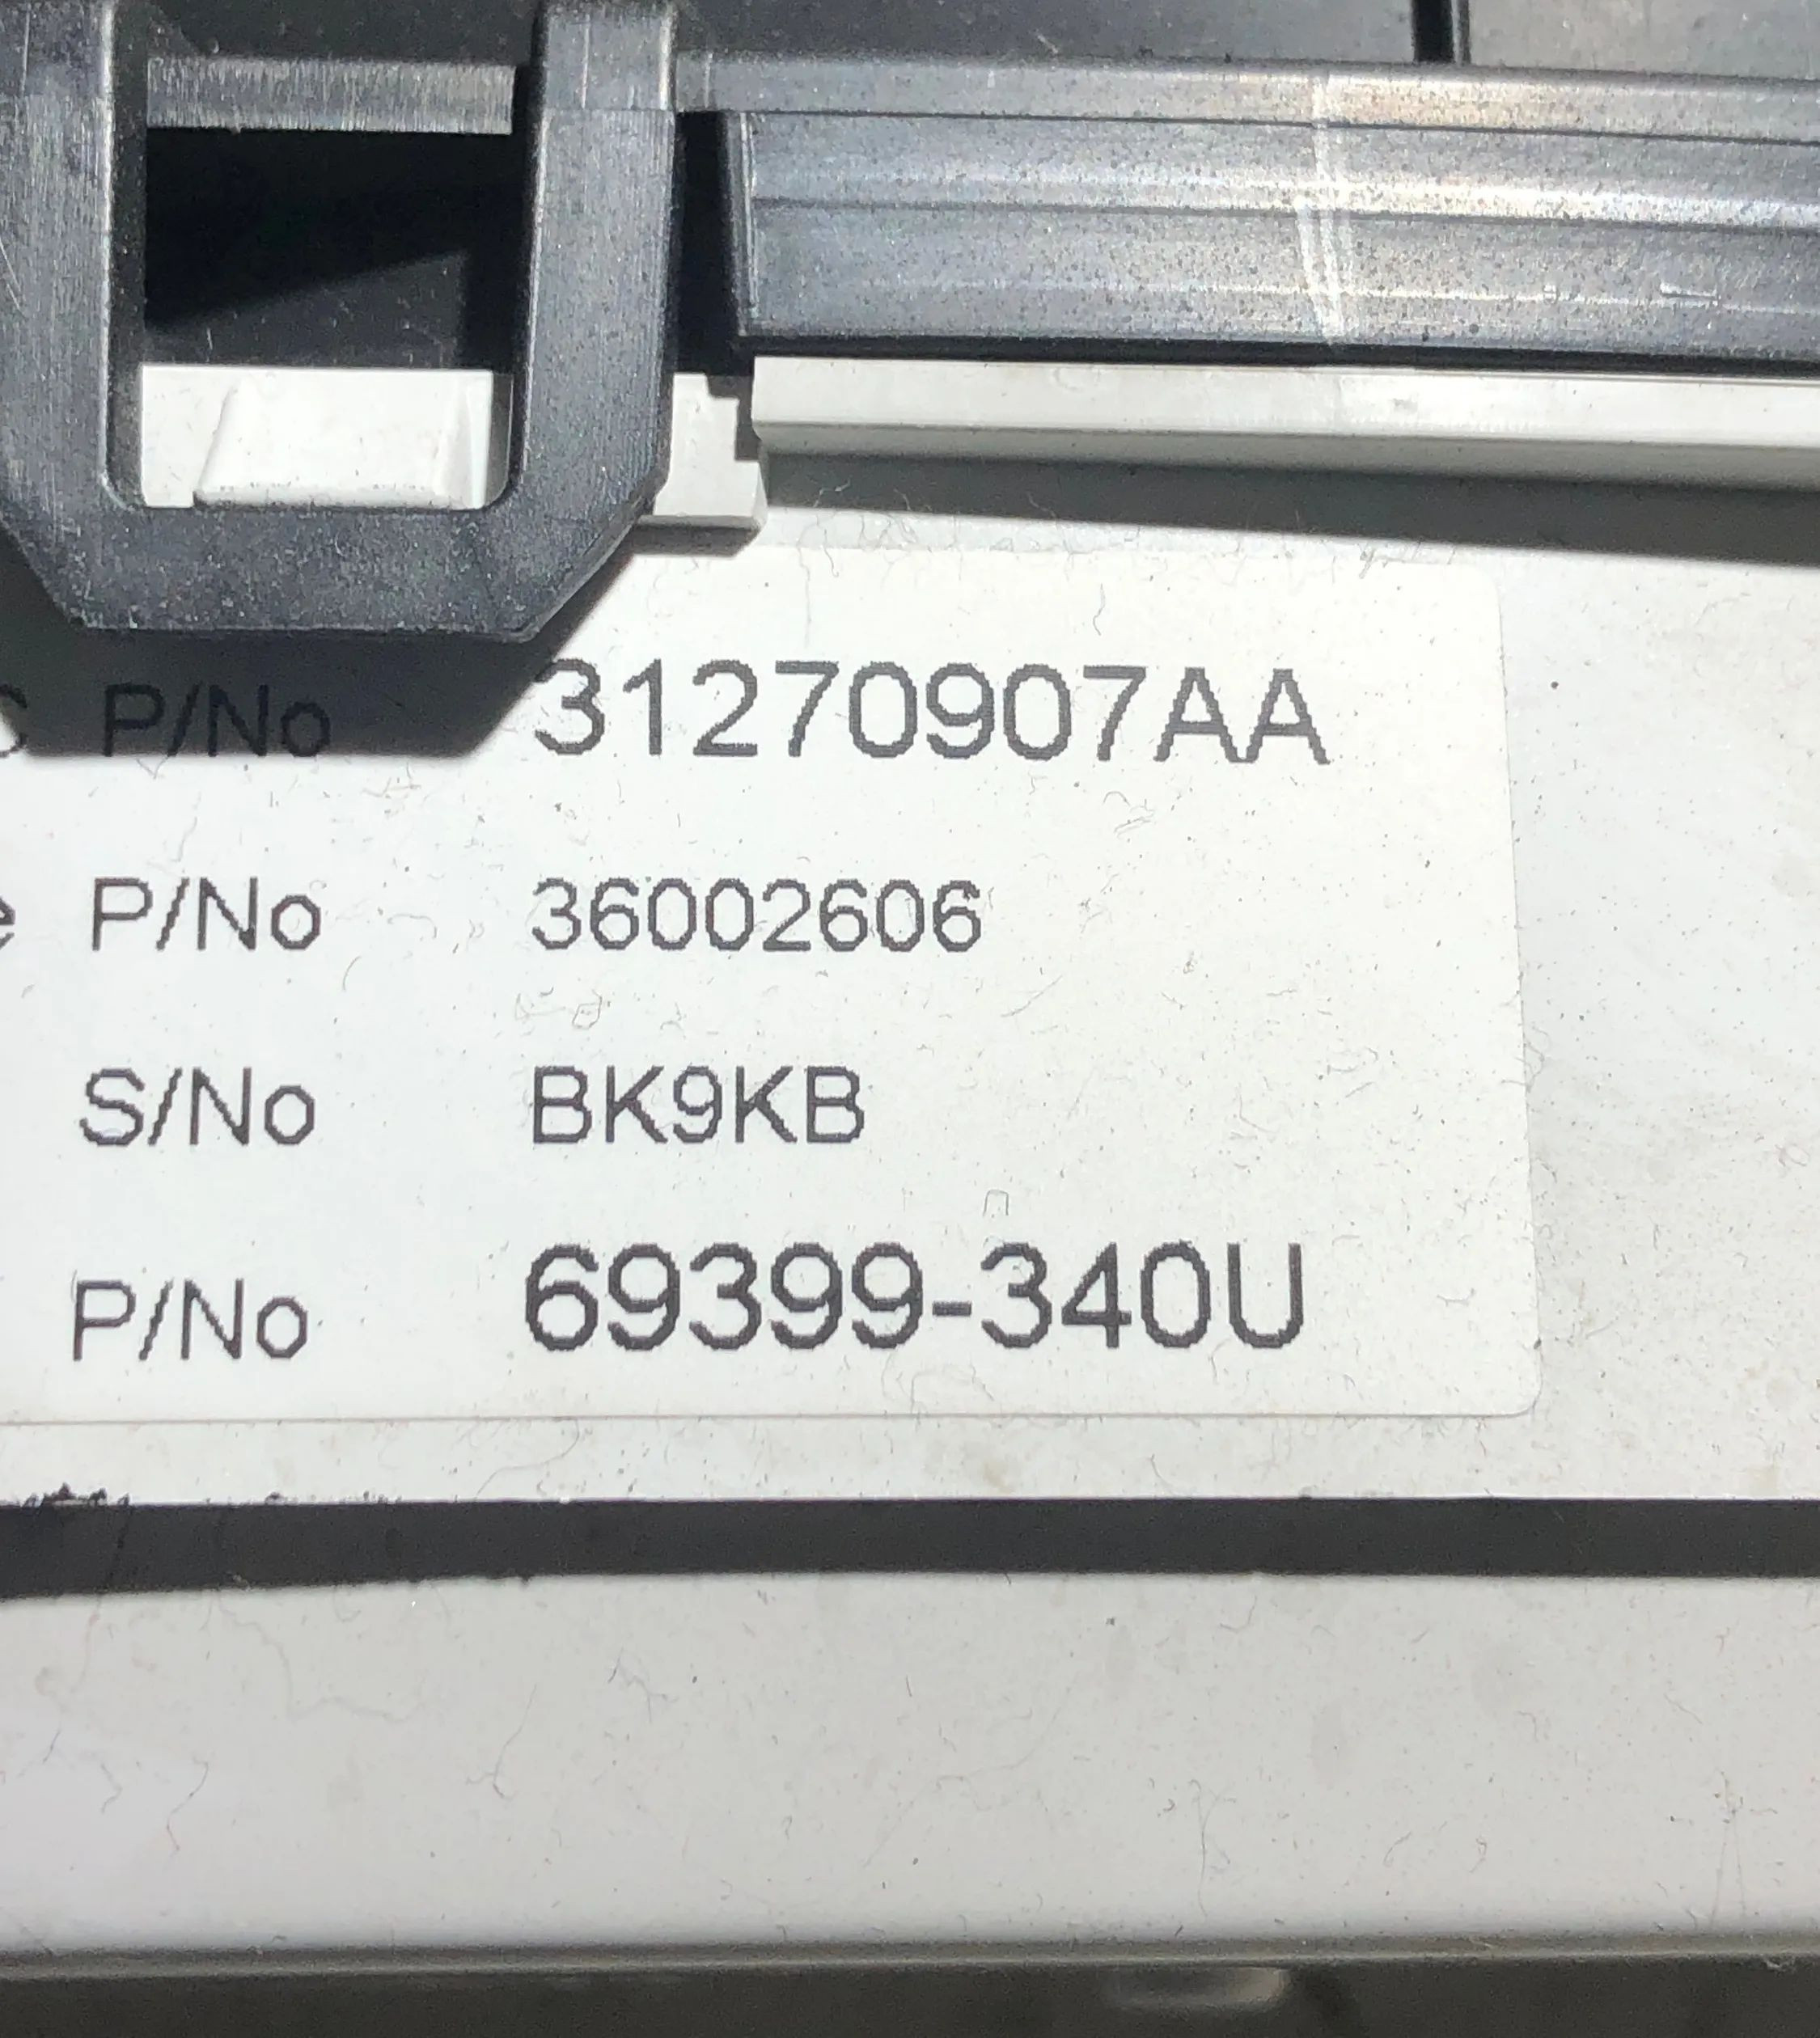 P/No 31270907AA
P/No 36002606
S/No BK9KB
P/No 69399-340U